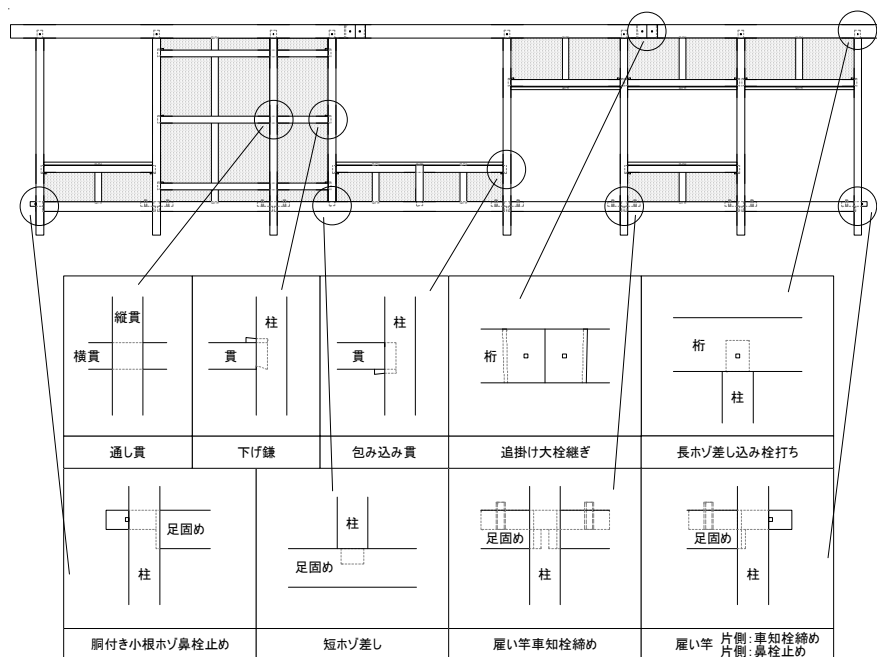 縦貫
横貫
柱
貫
柱
貫
桁
桁
柱
通し貫
下げ鎌
包み込み貫
追掛け大栓継ぎ
長ホゾ差し込み栓打ち
足固め
柱
柱
足固め
足固め
柱
足固め
柱
胴付き小根ホゾ鼻栓止め
短ホゾ差し
雇い竿車知栓締め
雇い竿 片側:車知栓締め
片側:鼻栓止め